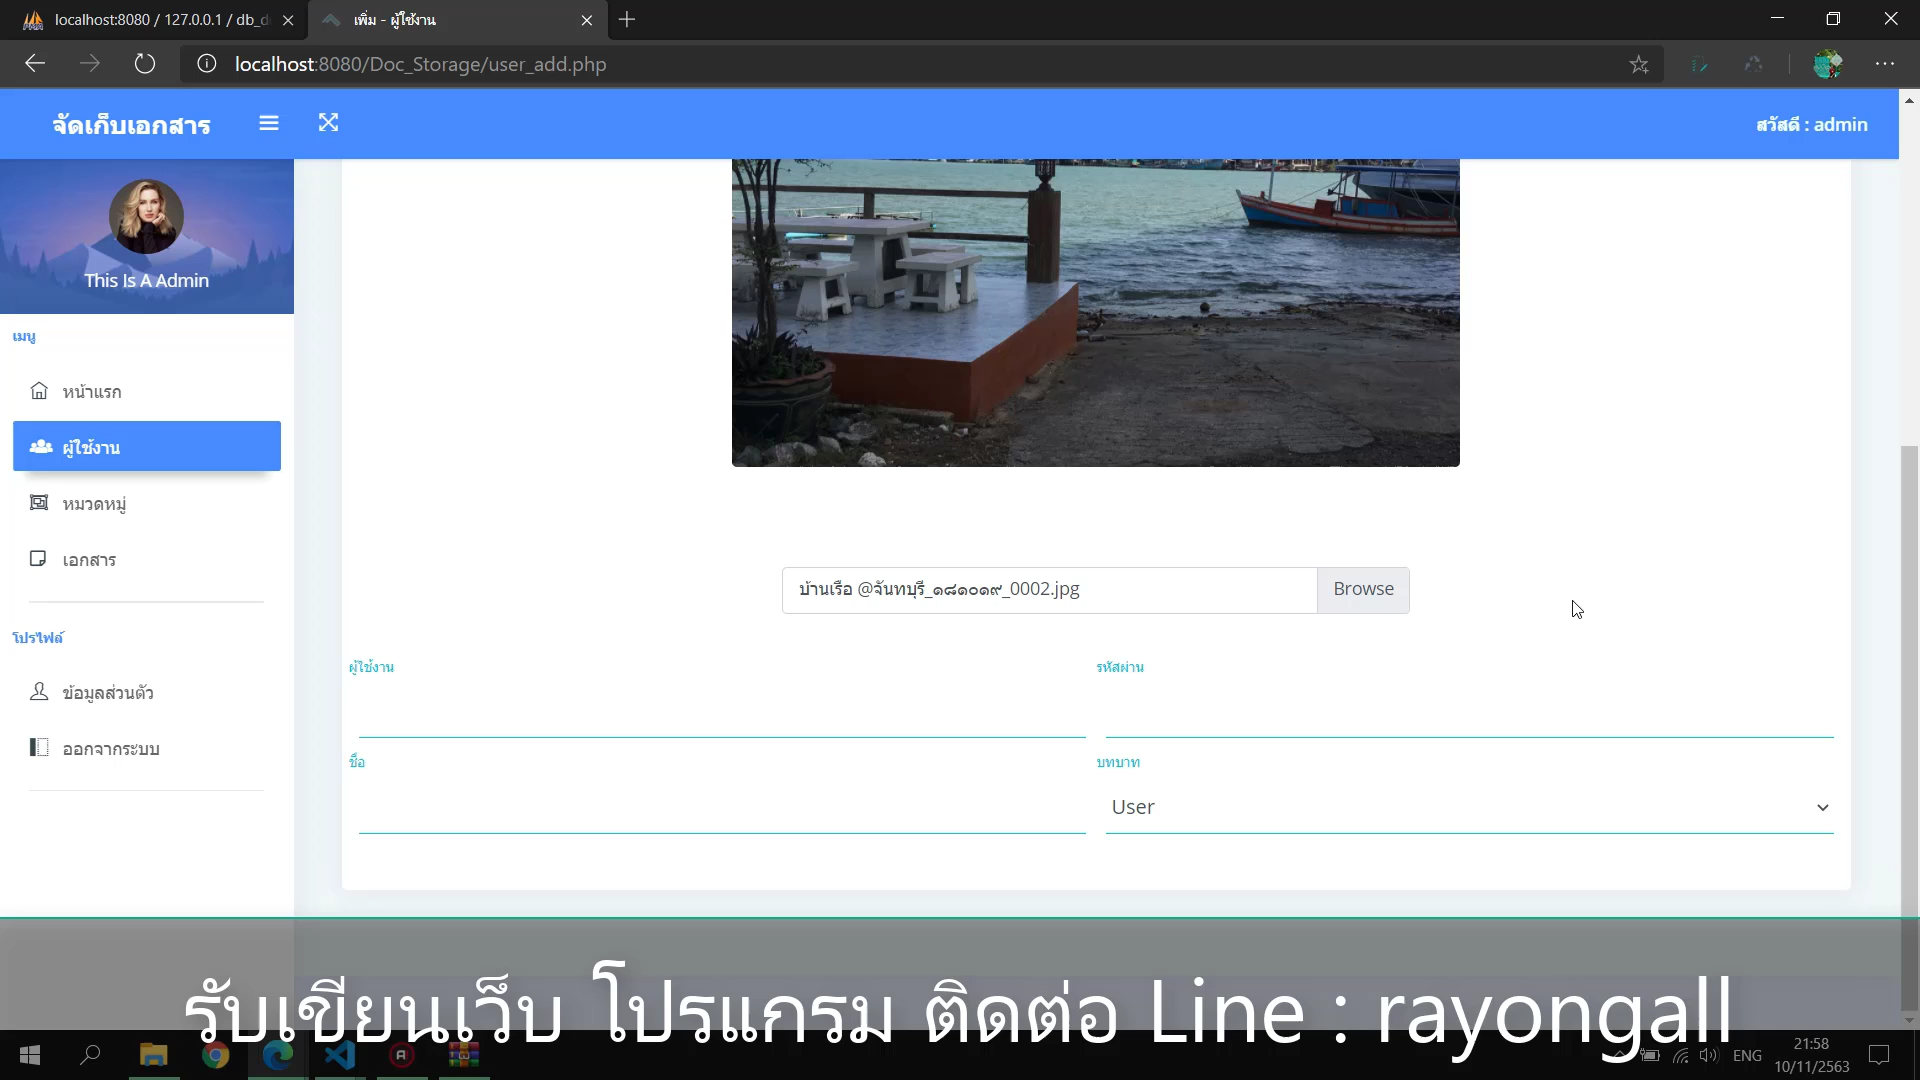 localhost:8080 / 127.0.0.1 / db_d
เพิ่ม - ผู้ใช้งาน
localhost:8080/Doc_Storage/user_add.php
จัดเก็บเอกสาร
สวัสดี : admin
This Is A Admin
เมนู
หน้าแรก
ผู้ใช้งาน
หมวดหมู่
เอกสาร
โปรไฟล์
ข้อมูลส่วนตัว
ออกจากระบบ
บ้านเรือ @จันทบุรี_๑๘๑๐๑๙_0002.jpg
Browse
ผู้ใช้งาน
รหัสผ่าน
ชื่อ
บทบาท
User
รับเขียนเว็บ โปรแกรม ติดต่อ Line : rayongall
ENG
21:58
10/11/2563